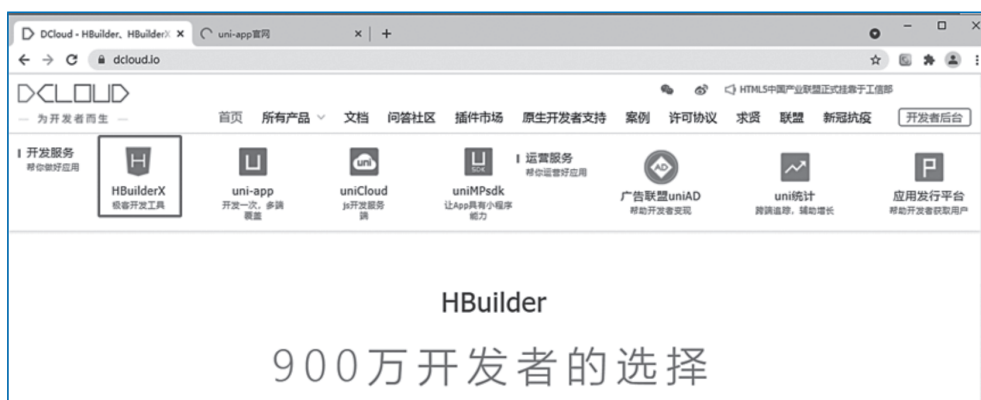 DCloud - HBuilder、HBuilderX
uni-app官网
dcloud.io
DCLOUD
— 为开发者而生 —
HTML5中国产业联盟正式挂靠于工信部
首页 所有产品 文档 问答社区 插件市场 原生开发者支持 案例 许可协议 求贤 联盟 新冠抗疫 开发者后台
开发服务
帮你做好应用
HBuilderX
极客开发工具
uni-app
开发一次,多端
覆盖
uni
uniCloud
js开发服务
端
SDK
uniMPsdk
让App具有小程序
能力
运营服务
帮你运营好应用
AD
广告联盟uniAD
帮助开发者变现
uni统计
跨端追踪,辅助增长
应用发行平台
帮助开发者获取用户
HBuilder
900万开发者的选择